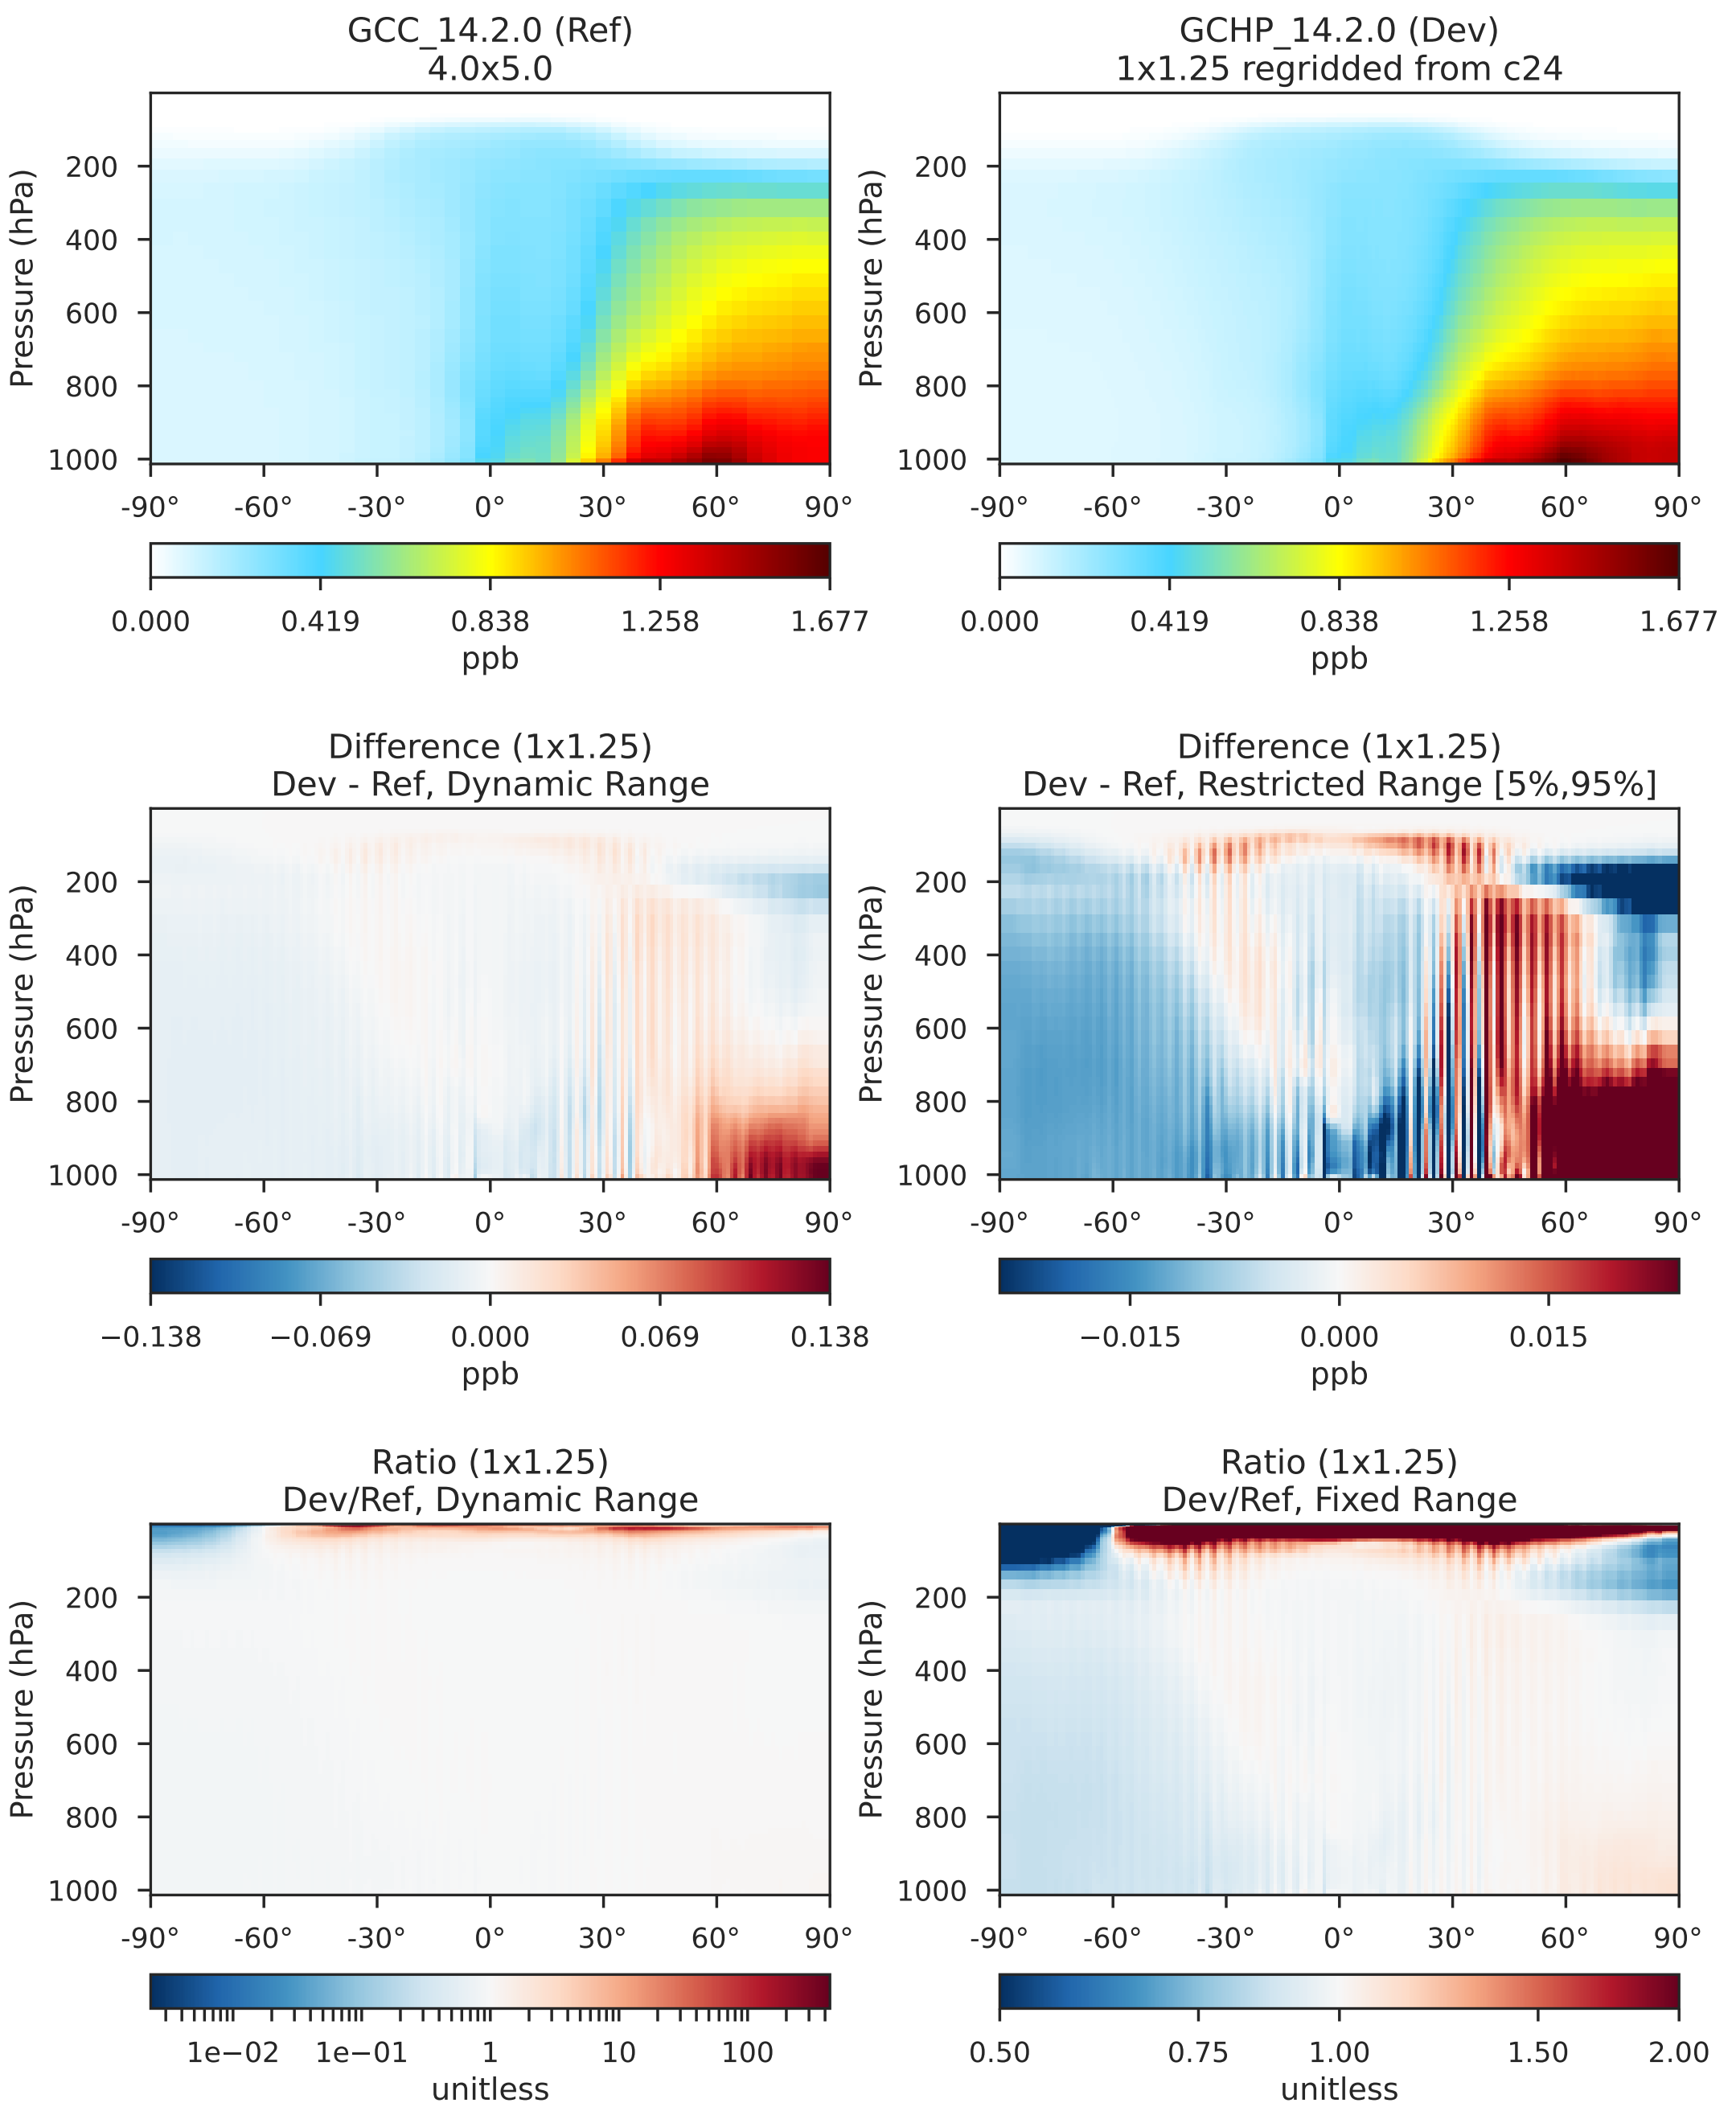 GCC_14.2.0 (Ref)
4.0x5.0
Pressure (hPa)
200
400
600
800
1000
-90° -60° -30° 0° 30° 60° 90°
0.000 0.419 0.838 1.258 1.677
ppb
GCHP_14.2.0 (Dev)
1x1.25 regridded from c24
Pressure (hPa)
200
400
600
800
1000
-90° -60° -30° 0° 30° 60° 90°
0.000 0.419 0.838 1.258 1.677
ppb
Difference (1x1.25)
Dev - Ref, Dynamic Range
Pressure (hPa)
200
400
600
800
1000
-90° -60° -30° 0° 30° 60° 90°
−0.138 −0.069 0.000 0.069 0.138
ppb
Difference (1x1.25)
Dev - Ref, Restricted Range [5%,95%]
Pressure (hPa)
200
400
600
800
1000
-90° -60° -30° 0° 30° 60° 90°
−0.015 0.000 0.015
ppb
Ratio (1x1.25)
Dev/Ref, Dynamic Range
Pressure (hPa)
200
400
600
800
1000
-90° -60° -30° 0° 30° 60° 90°
1e−02 1e−01 1 10 100
unitless
Ratio (1x1.25)
Dev/Ref, Fixed Range
Pressure (hPa)
200
400
600
800
1000
-90° -60° -30° 0° 30° 60° 90°
0.50 0.75 1.00 1.50 2.00
unitless